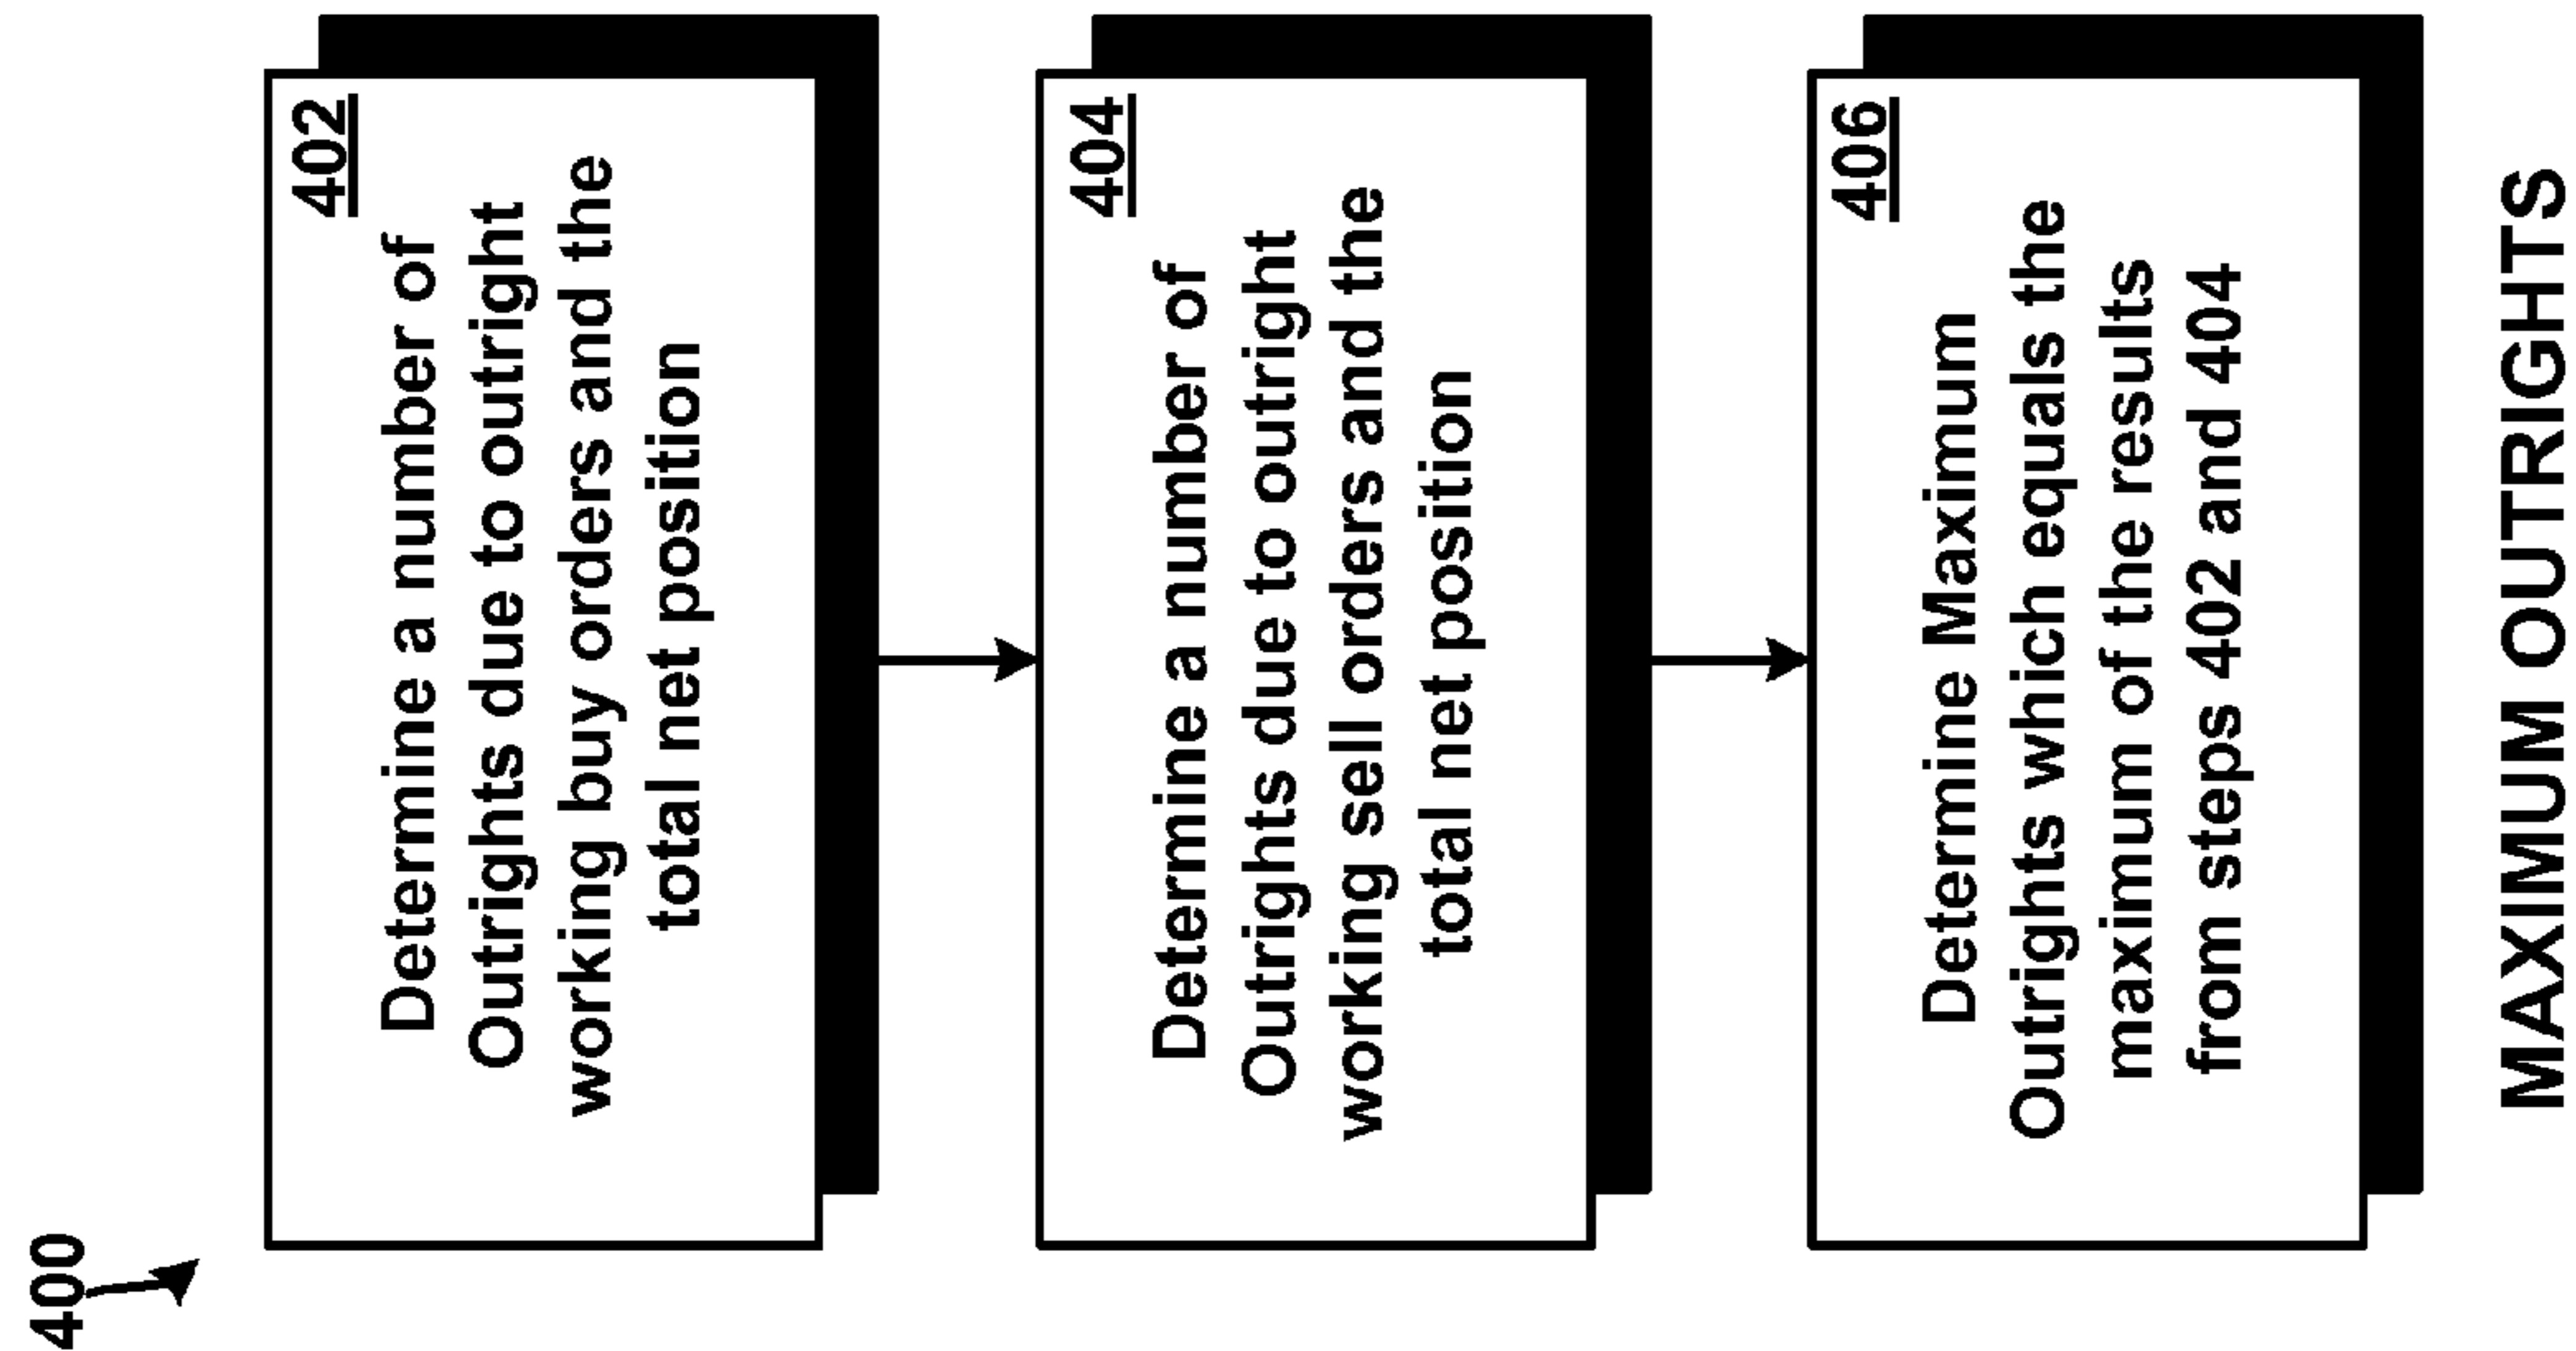 400
402
Determine a number of
Outrights due to outright
working buy orders and the
total net position
404
Determine a number of
Outrights due to outright
working sell orders and the
total net position
406
Determine Maximum
Outrights which equals the
maximum of the results
from steps 402 and 404
MAXIMUM OUTRIGHTS